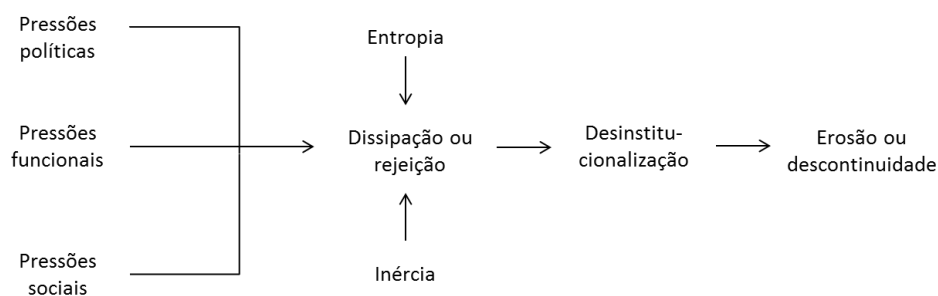 Pressões
políticas
Entropia
Pressões
funcionais
Dissipação ou
rejeição
Desinstitu-
cionalização
Erosão ou
descontinuidade
Pressões
sociais
Inércia